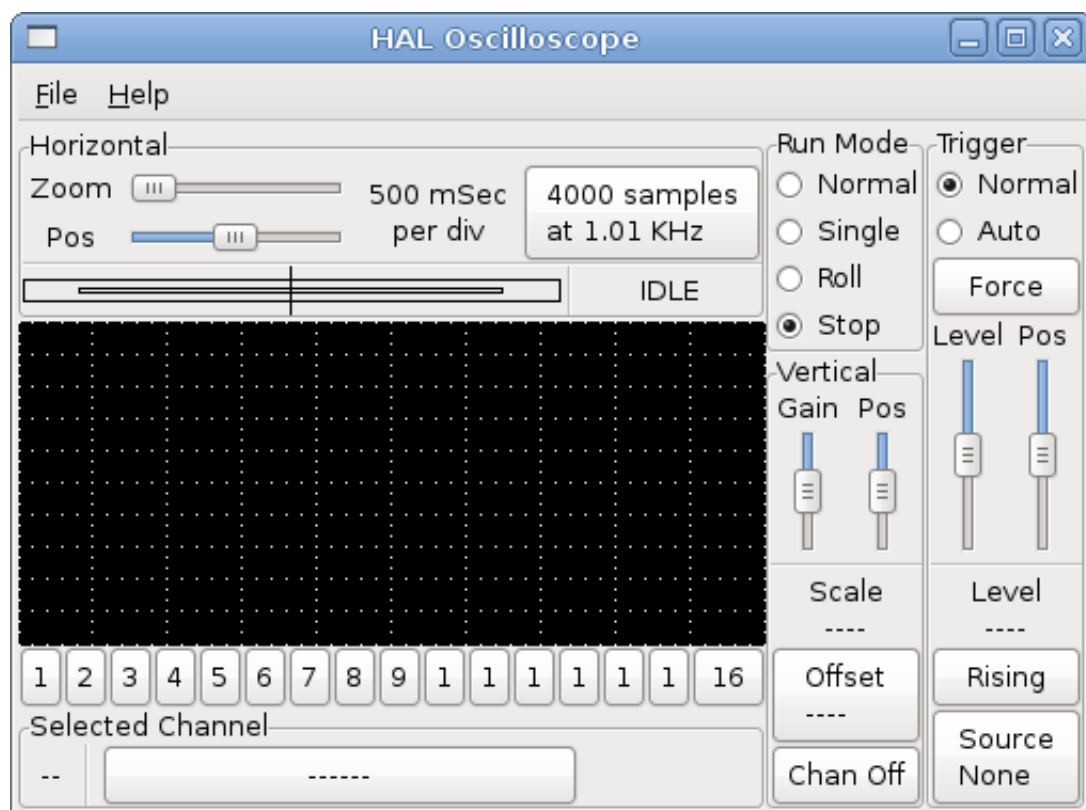 HAL Oscilloscope
File Help
Horizontal
Zoom
Pos
500 mSec
per div
4000 samples
at 1.01 KHz
IDLE
Run Mode
Normal
Single
Roll
Stop
Trigger
Normal
Auto
Force
Level Pos
Vertical
Gain Pos
Scale
----
Level
----
1 2 3 4 5 6 7 8 9 1 1 1 1 1 1 16
Offset
----
Rising
Selected Channel
--
------
Chan Off
Source
None